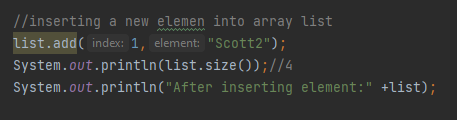 //inserting a new elemen into array list
list.add( index: 1, element: "Scott2");
System.out.println(list.size());//4
System.out.println("After inserting element:" +list);